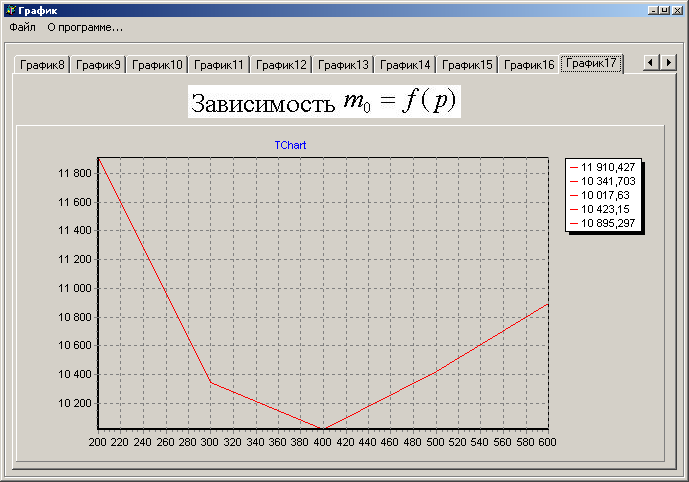 График
Файл О программе...
График8 График9 График10 График11 График12 График13 График14 График15 График16 График17
Зависимость m₀ = f(p)
TChart
11 800
11 600
11 400
11 200
11 000
10 800
10 600
10 400
10 200
200 220 240 260 280 300 320 340 360 380 400 420 440 460 480 500 520 540 560 580 600
11 910,427
10 341,703
10 017,63
10 423,15
10 895,297